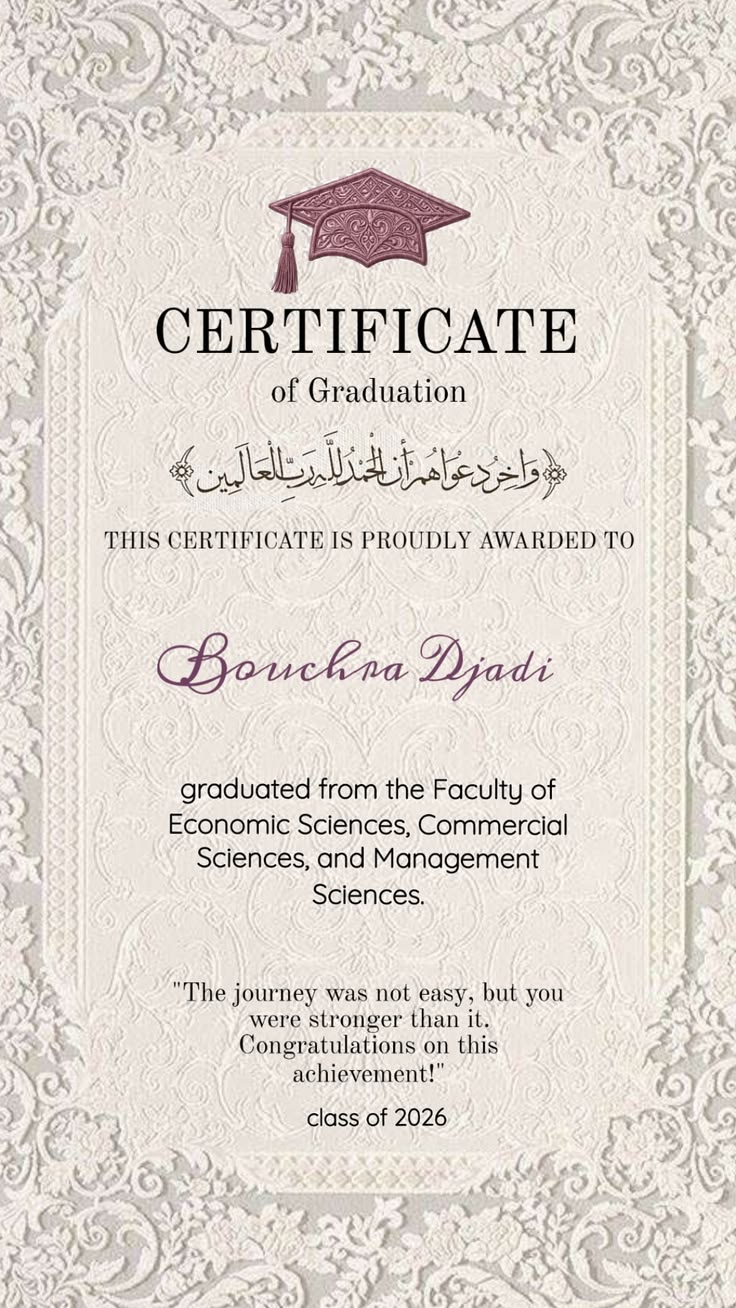 CERTIFICATE
of Graduation
وَاخِرُ دَعْوَاهُمْ أَنِ الْحَمْدُ لِلَّهِ رَبِّ الْعَالَمِين
THIS CERTIFICATE IS PROUDLY AWARDED TO
Bouchra Djadi
graduated from the Faculty of
Economic Sciences, Commercial
Sciences, and Management
Sciences.
"The journey was not easy, but you
were stronger than it.
Congratulations on this
achievement!"
class of 2026